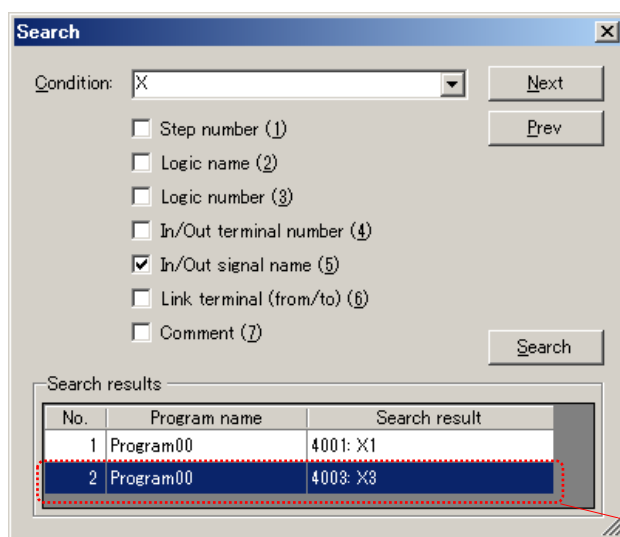 Search
Condition: X Next
Step number (1) Prev
Logic name (2)
Logic number (3)
In/Out terminal number (4)
In/Out signal name (5)
Link terminal (from/to) (6)
Comment (7)
Search
Search results
No. Program name Search result
1 Program00 4001: X1
2 Program00 4003: X3